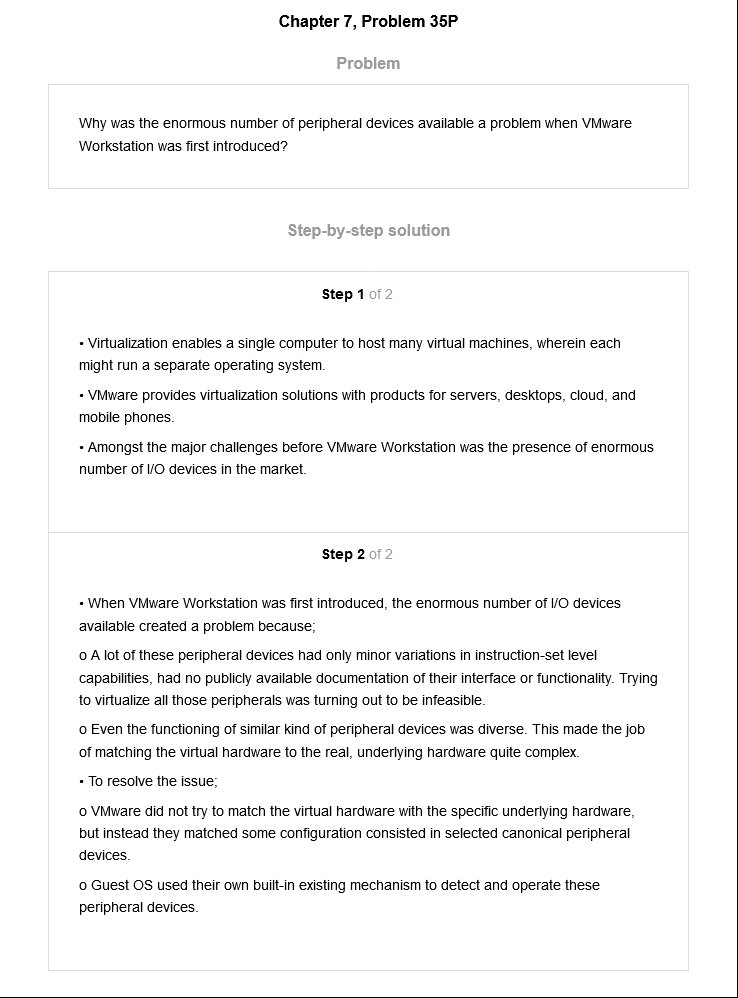 Chapter 7, Problem 35P
Problem
Why was the enormous number of peripheral devices available a problem when VMware
Workstation was first introduced?
Step-by-step solution
Step 1 of 2
• Virtualization enables a single computer to host many virtual machines, wherein each
might run a separate operating system.
• VMware provides virtualization solutions with products for servers, desktops, cloud, and
mobile phones.
• Amongst the major challenges before VMware Workstation was the presence of enormous
number of I/O devices in the market.
Step 2 of 2
• When VMware Workstation was first introduced, the enormous number of I/O devices
available created a problem because;
o A lot of these peripheral devices had only minor variations in instruction-set level
capabilities, had no publicly available documentation of their interface or functionality. Trying
to virtualize all those peripherals was turning out to be infeasible.
o Even the functioning of similar kind of peripheral devices was diverse. This made the job
of matching the virtual hardware to the real, underlying hardware quite complex.
• To resolve the issue;
o VMware did not try to match the virtual hardware with the specific underlying hardware,
but instead they matched some configuration consisted in selected canonical peripheral
devices.
o Guest OS used their own built-in existing mechanism to detect and operate these
peripheral devices.